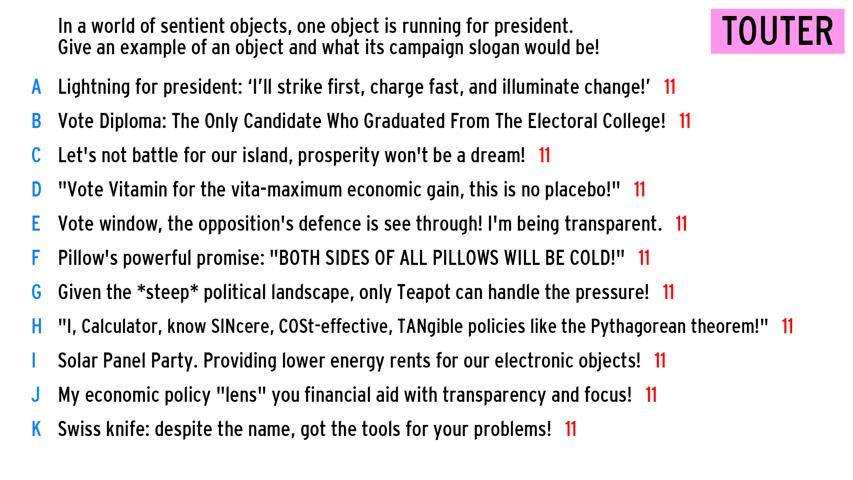 In a world of sentient objects, one object is running for president.
Give an example of an object and what its campaign slogan would be!
TOUTER
A Lightning for president: ‘I’ll strike first, charge fast, and illuminate change!’ 11
B Vote Diploma: The Only Candidate Who Graduated From The Electoral College! 11
C Let's not battle for our island, prosperity won't be a dream! 11
D "Vote Vitamin for the vita-maximum economic gain, this is no placebo!" 11
E Vote window, the opposition's defence is see through! I'm being transparent. 11
F Pillow's powerful promise: "BOTH SIDES OF ALL PILLOWS WILL BE COLD!" 11
G Given the *steep* political landscape, only Teapot can handle the pressure! 11
H "I, Calculator, know SINcere, COSt-effective, TANgible policies like the Pythagorean theorem!" 11
I Solar Panel Party. Providing lower energy rents for our electronic objects! 11
J My economic policy "lens" you financial aid with transparency and focus! 11
K Swiss knife: despite the name, got the tools for your problems! 11